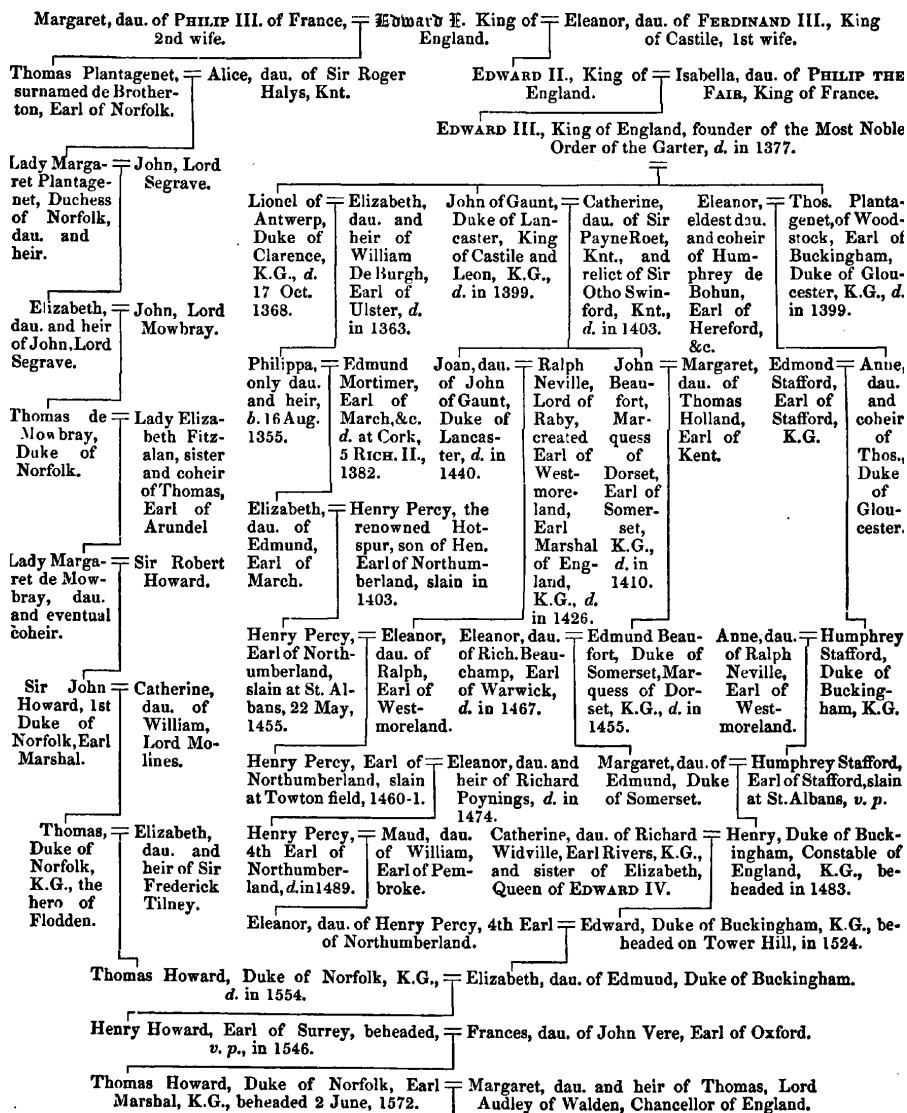 Margaret, dau. of PHILIP III. of France, = Edward I. King of = Eleanor, dau. of FERDINAND III., King
2nd wife. England. of Castile, 1st wife.
Thomas Plantagenet, = Alice, dau. of Sir Roger
surnamed de Brother-
ton, Earl of Norfolk.
Halys, Knt.
EDWARD II., King of = Isabella, dau. of PHILIP THE
England. FAIR, King of France.
EDWARD III., King of England, founder of the Most Noble
Order of the Garter, d. in 1377.
Lady Marga-
ret Plantage-
net, Duchess
of Norfolk,
dau. and
heir.
= John, Lord
Segrave.
Lionel of
Antwerp,
Duke of
Clarence,
K.G., d.
17 Oct.
1368.
= Elizabeth,
dau. and
heir of
William
De Burgh,
Earl of
Ulster, d.
in 1363.
John of Gaunt,
Duke of Lan-
caster, King
of Castile and
Leon, K.G.,
d. in 1399.
= Catherine,
dau. of Sir
Payne Roet,
Knt., and
relict of Sir
Otho Swin-
ford, Knt.,
d. in 1403.
Eleanor,
eldest dau.
and coheir
of Hum-
phrey de
Bohun,
Earl of
Hereford,
&c.
= Thos. Planta-
genet, of Wood-
stock, Earl of
Buckingham,
Duke of Glou-
cester, K.G., d.
in 1399.
Elizabeth,
dau. and heir
of John, Lord
Segrave.
= John, Lord
Mowbray.
Philippa,
only dau.
and heir,
b. 16 Aug.
1355.
= Edmund
Mortimer,
Earl of
March, &c.
d. at Cork,
5 RICH. II.,
1382.
Joan, dau.
of John
of Gaunt,
Duke of
Lancas-
ter, d. in
1440.
= Ralph
Neville,
Lord of
Raby,
created
Earl of
West-
more-
land,
Earl
Marshal
of Eng-
land,
K.G., d.
in 1426.
John
Beau-
fort,
Mar-
quess
of
Dorset,
Earl of
Somer-
set,
K.G.,
d. in
1410.
= Margaret,
dau. of
Thomas
Holland,
Earl of
Kent.
Edmond
Stafford,
Earl of
Stafford,
K.G.
= Anne,
dau.
and
coheir
of
Thos.,
Duke
of
Glou-
cester.
Thomas de
Mowbray,
Duke of
Norfolk.
= Lady Eliza-
beth Fitz-
alan, sister
and coheir
of Thomas,
Earl of
Arundel
Elizabeth,
dau. of
Edmund,
Earl of
March.
= Henry Percy, the
renowned Hot-
spur, son of Hen.
Earl of Northum-
berland, slain in
1403.
Lady Marga-
ret de Mow-
bray, dau.
and eventual
coheir.
= Sir Robert
Howard.
Henry Percy,
Earl of North-
umberland,
slain at St. Al-
bans, 22 May,
1455.
= Eleanor,
dau. of
Ralph,
Earl of
West-
moreland.
Eleanor, dau.
of Rich. Beau-
champ, Earl
of Warwick,
d. in 1467.
= Edmund Beau-
fort, Duke of
Somerset, Mar-
quess of Dor-
set, K.G., d. in
1455.
Anne, dau.
of Ralph
Neville,
Earl of
West-
moreland.
= Humphrey
Stafford,
Duke of
Bucking-
ham, K.G.
Sir John
Howard, 1st
Duke of
Norfolk, Earl
Marshal.
= Catherine,
dau. of
William,
Lord Mo-
lines.
Henry Percy, Earl of
Northumberland, slain
at Towton field, 1460-1.
= Eleanor, dau. and
heir of Richard
Poynings, d. in
1474.
Margaret, dau. of
Edmund, Duke
of Somerset.
= Humphrey Stafford,
Earl of Stafford, slain
at St. Albans, v. p.
Thomas,
Duke of
Norfolk,
K.G., the
hero of
Flodden.
= Elizabeth,
dau. and
heir of Sir
Frederick
Tilney.
Henry Percy,
4th Earl of
Northumber-
land, d. in 1489.
= Maud, dau.
of William,
Earl of Pem-
broke.
Catherine, dau. of Richard
Widville, Earl Rivers, K.G.,
and sister of Elizabeth,
Queen of EDWARD IV.
= Henry, Duke of Buck-
ingham, Constable of
England, K.G., be-
headed in 1483.
Eleanor, dau. of Henry Percy, 4th Earl
of Northumberland.
= Edward, Duke of Buckingham, K.G., be-
headed on Tower Hill, in 1524.
Thomas Howard, Duke of Norfolk, K.G.,
d. in 1554.
= Elizabeth, dau. of Edmund, Duke of Buckingham.
Henry Howard, Earl of Surrey, beheaded,
v. p., in 1546.
= Frances, dau. of John Vere, Earl of Oxford.
Thomas Howard, Duke of Norfolk, Earl
Marshal, K.G., beheaded 2 June, 1572.
= Margaret, dau. and heir of Thomas, Lord
Audley of Walden, Chancellor of England.